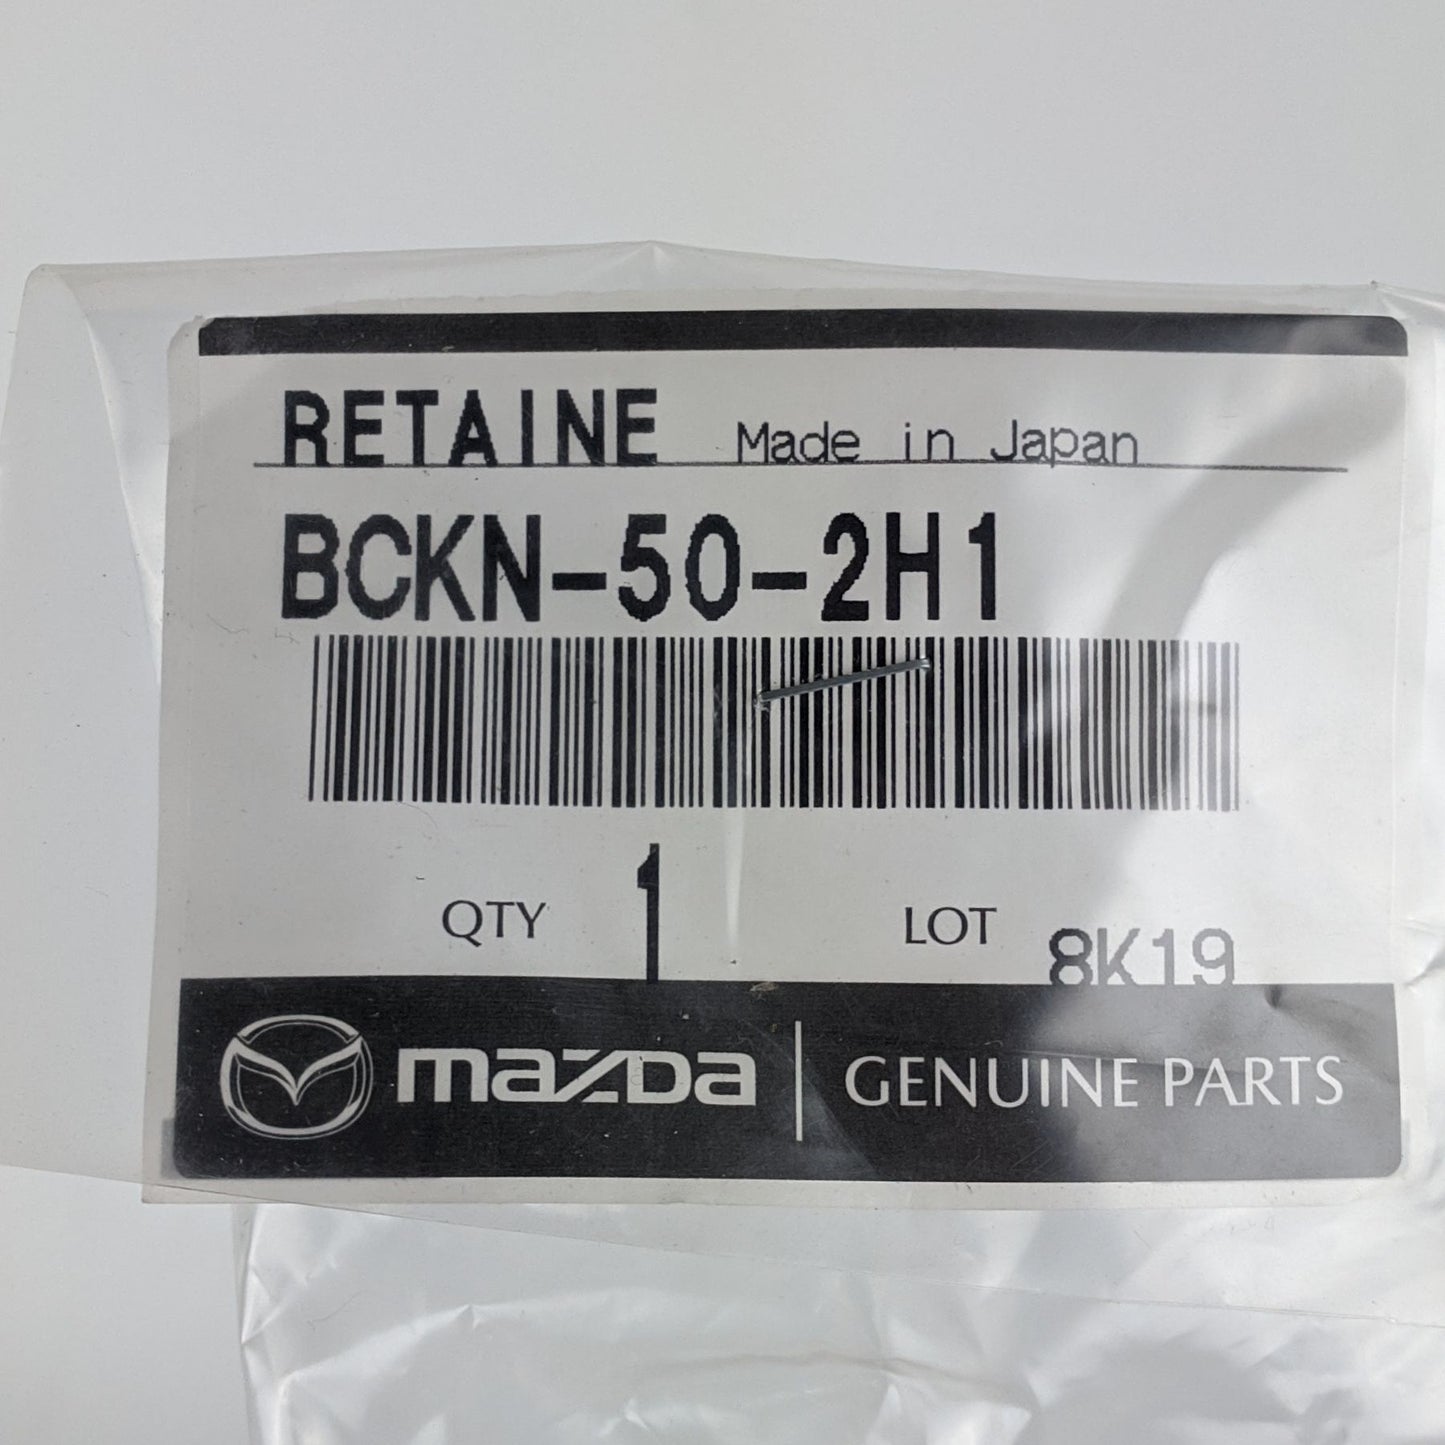 RETAINE Made in Japan
BCKN-50-2H1
QTY 1 LOT 8K19
mazda GENUINE PARTS